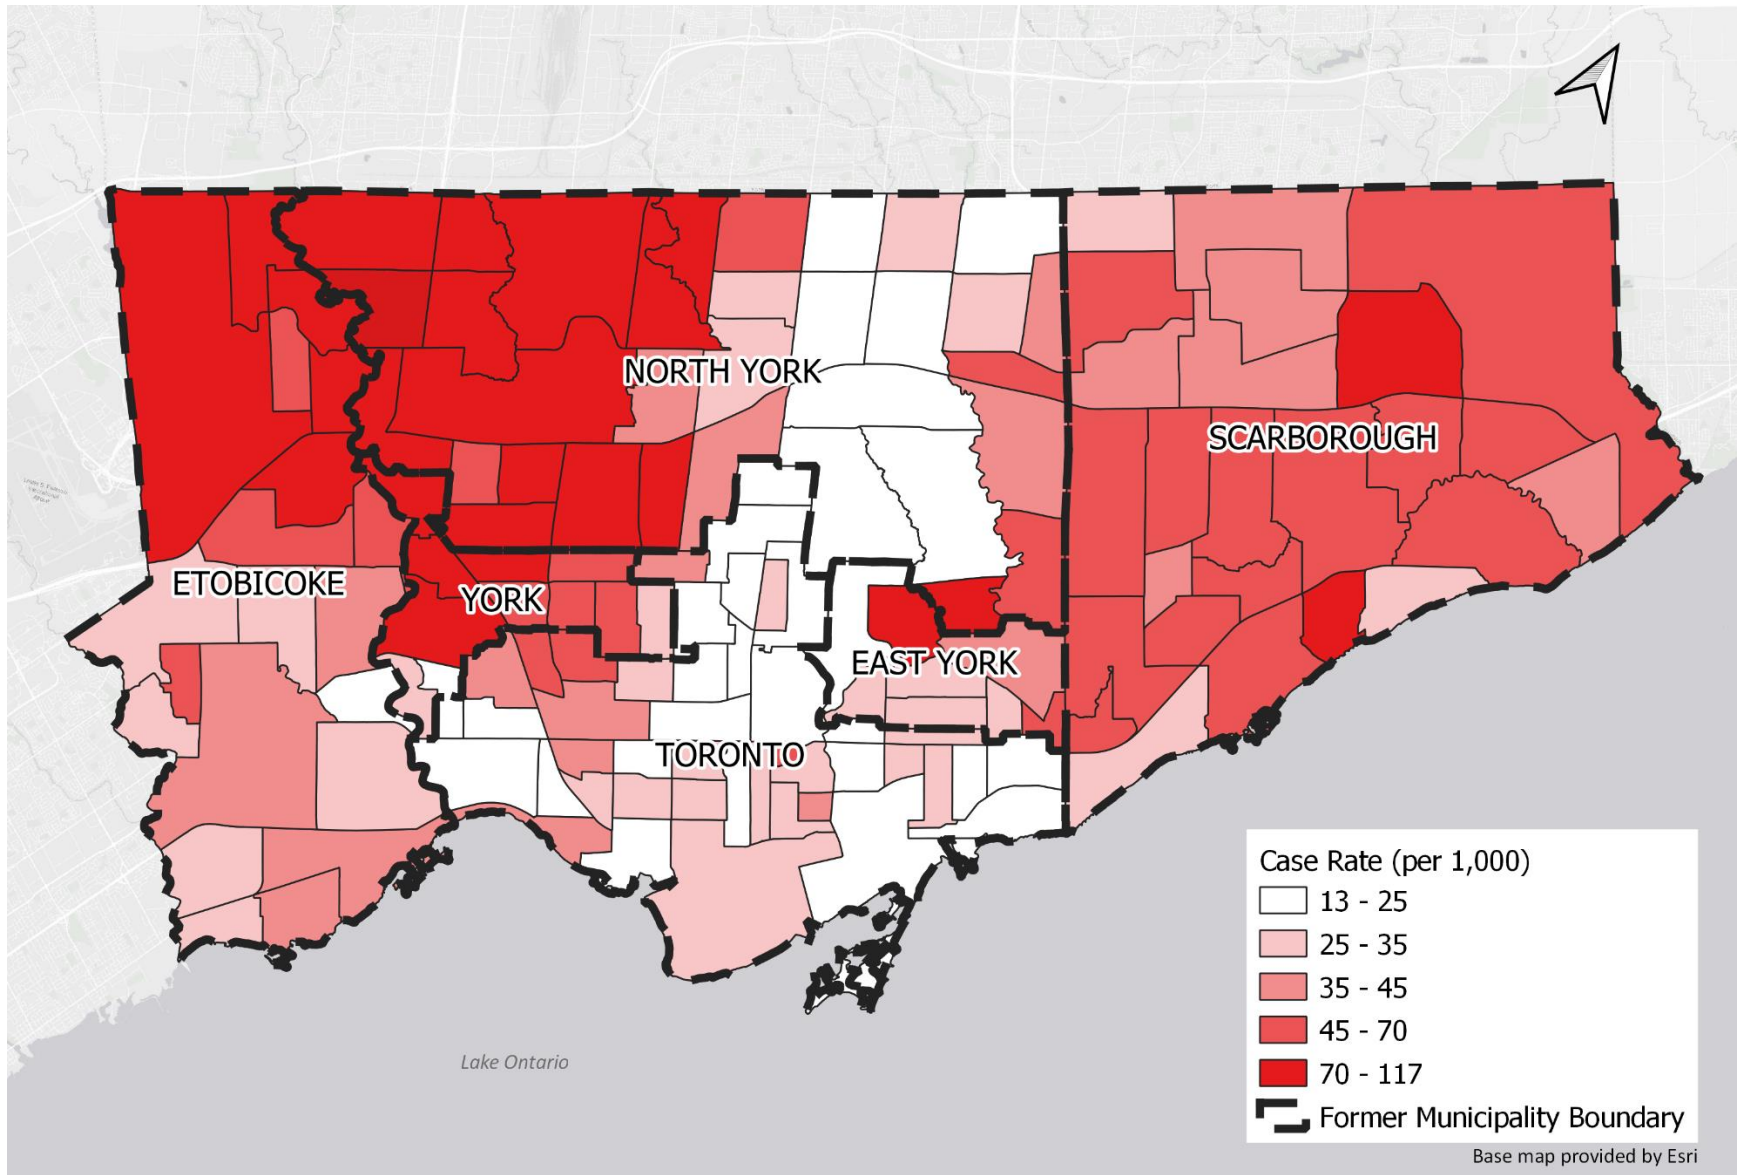 NORTH YORK
SCARBOROUGH
ETOBICOKE
YORK
EAST YORK
TORONTO
Case Rate (per 1,000)
13 - 25
25 - 35
35 - 45
45 - 70
70 - 117
Former Municipality Boundary
Lake Ontario
Base map provided by Esri